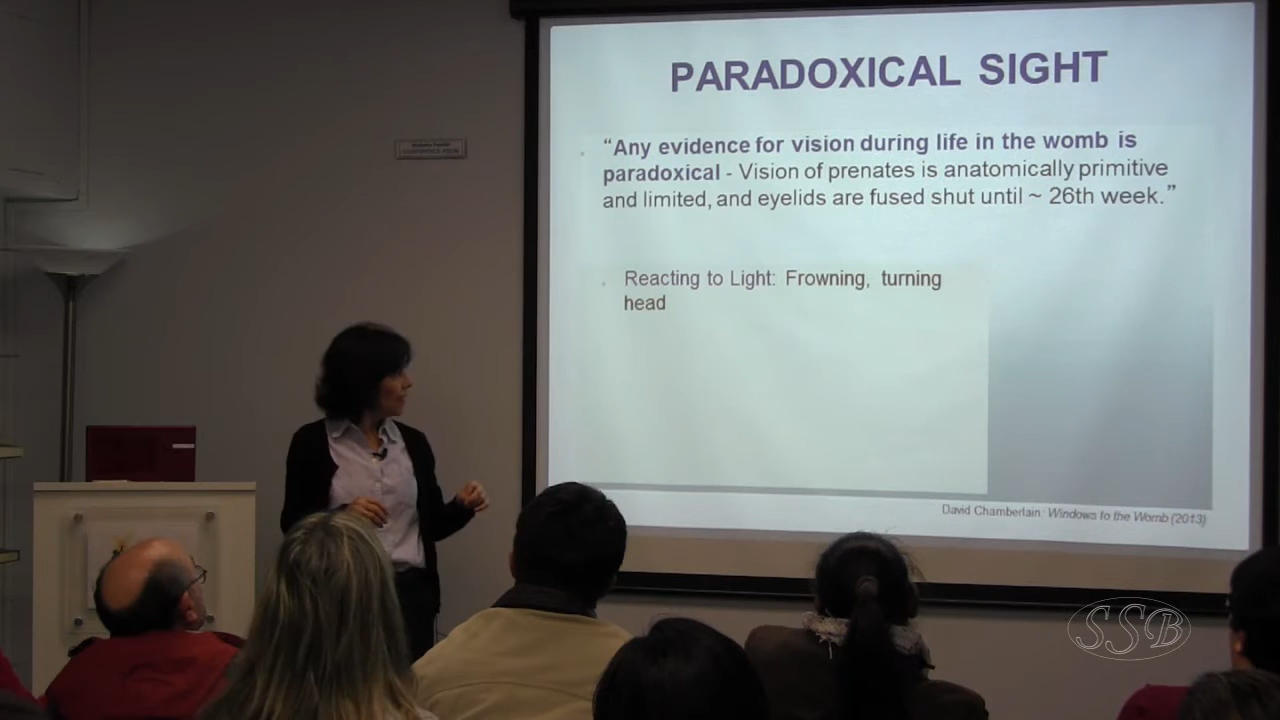 PARADOXICAL SIGHT
“Any evidence for vision during life in the womb is
paradoxical - Vision of prenates is anatomically primitive
and limited, and eyelids are fused shut until ~ 26th week.”
Reacting to Light: Frowning, turning
head
David Chamberlain: Windows to the Womb (2013)
SSB